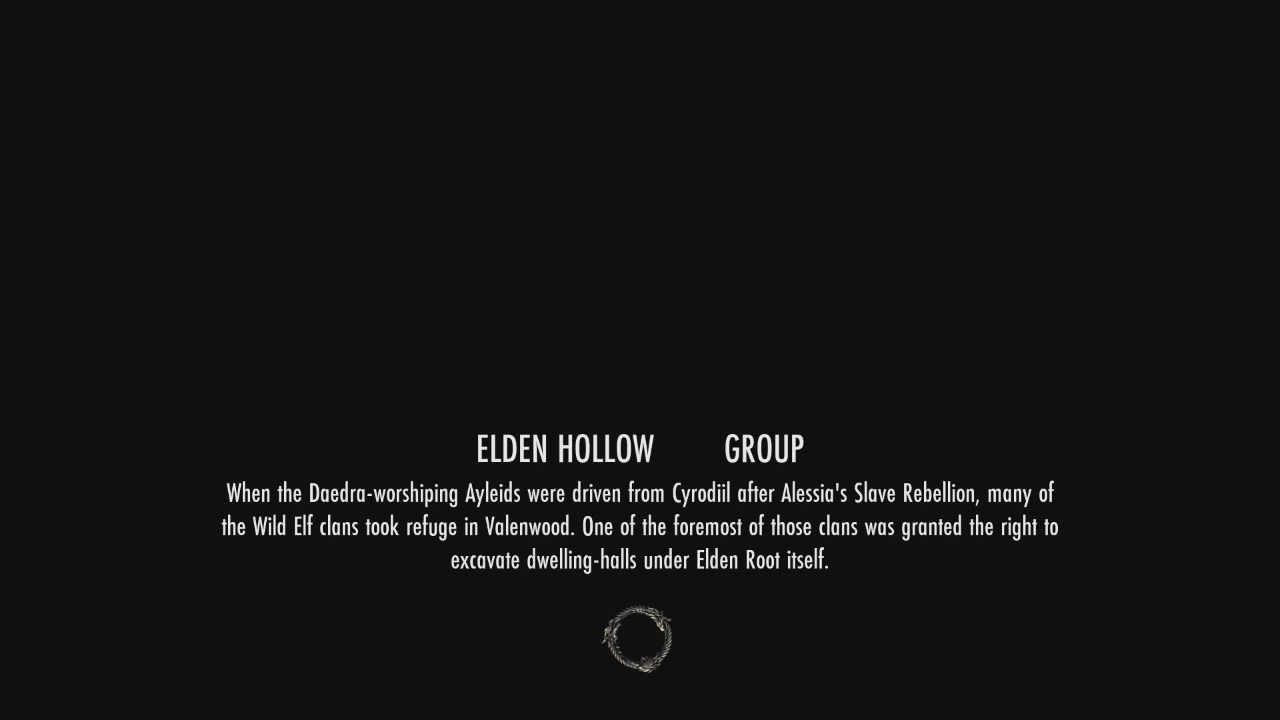 ELDEN HOLLOW GROUP
When the Daedra-worshiping Ayleids were driven from Cyrodiil after Alessia's Slave Rebellion, many of
the Wild Elf clans took refuge in Valenwood. One of the foremost of those clans was granted the right to
excavate dwelling-halls under Elden Root itself.